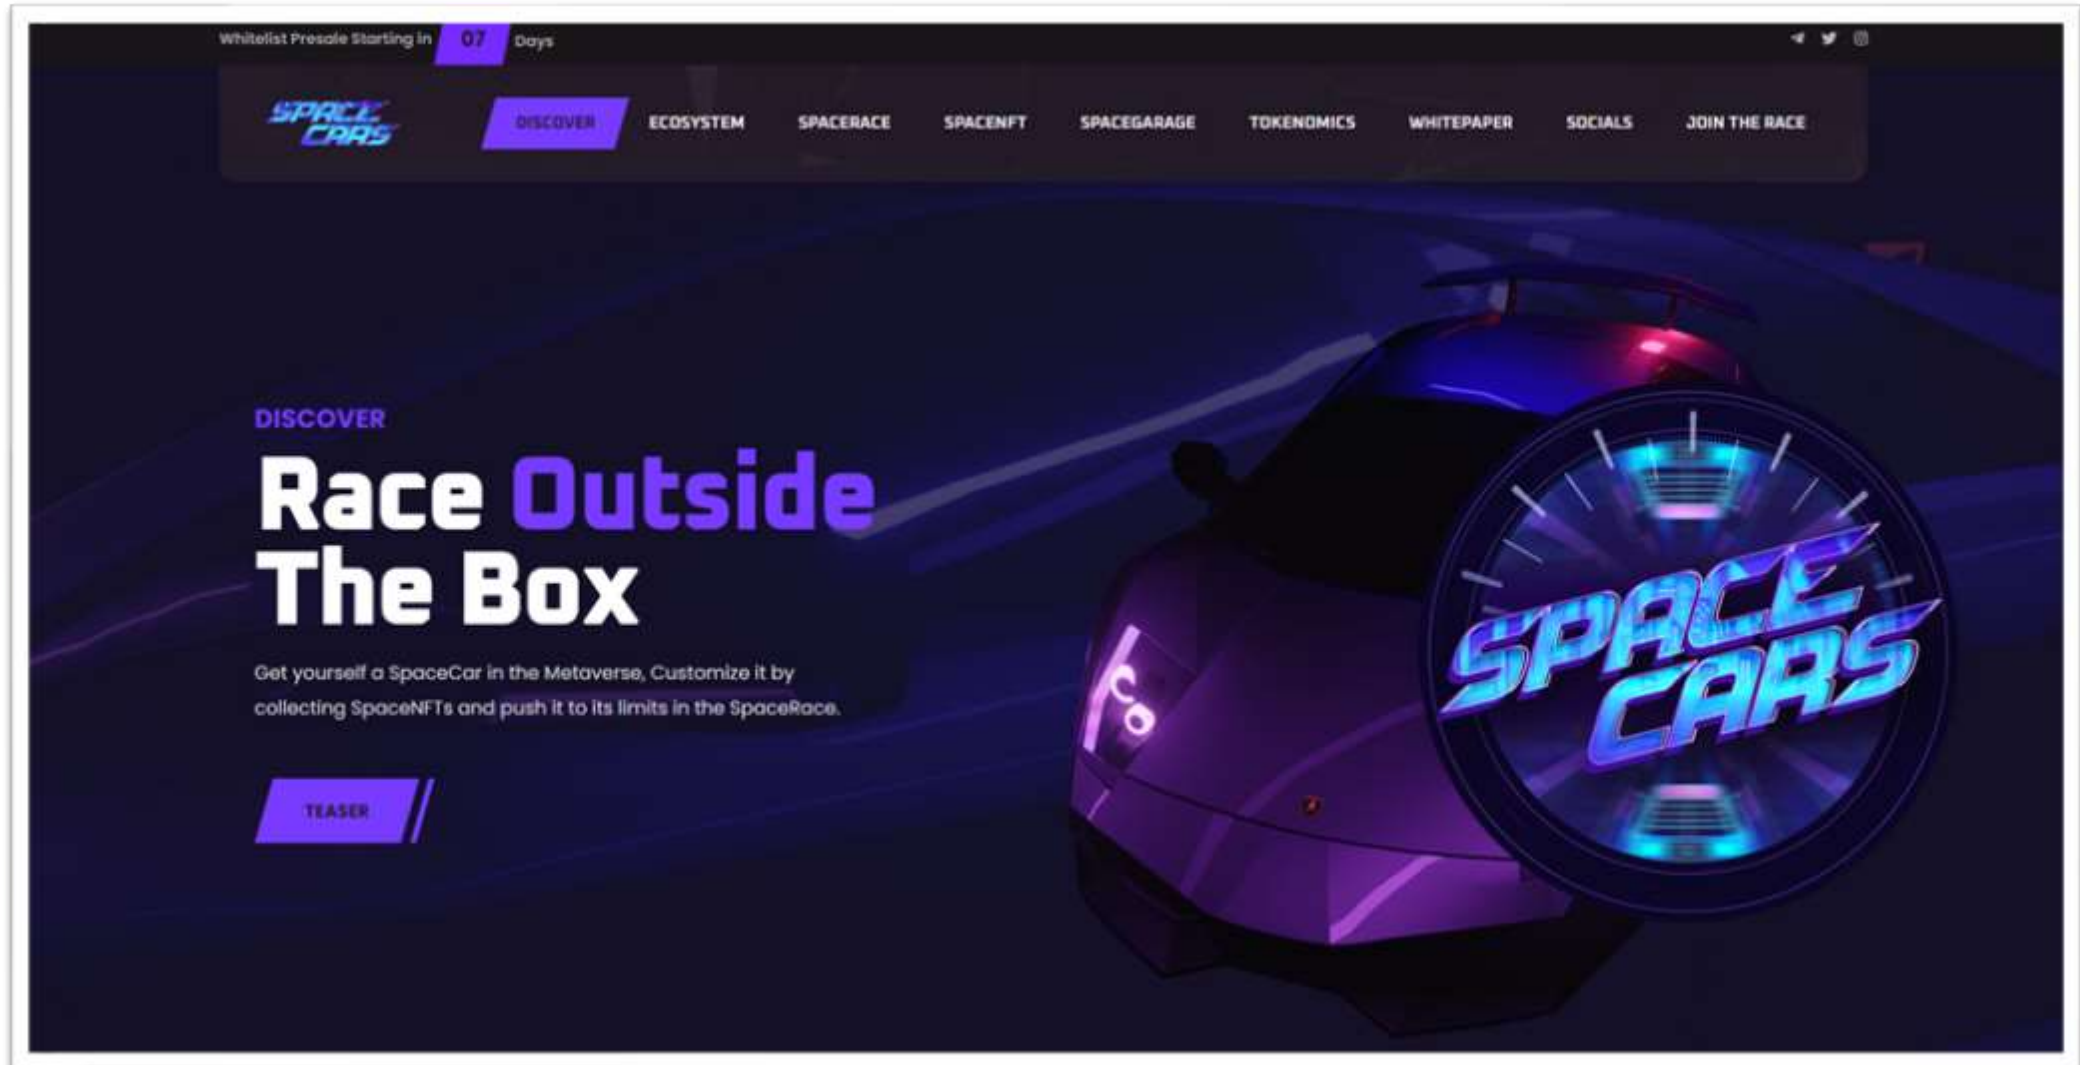 Whitelist Presale Starting in 07 Days
SPACE
CARS
DISCOVER ECOSYSTEM SPACERACE SPACENFT SPACEGARAGE TOKENOMICS WHITEPAPER SOCIALS JOIN THE RACE
DISCOVER
Race Outside
The Box
Get yourself a SpaceCar in the Metaverse, Customize it by
collecting SpaceNFTs and push it to its limits in the SpaceRace.
TEASER
SPACE
CARS